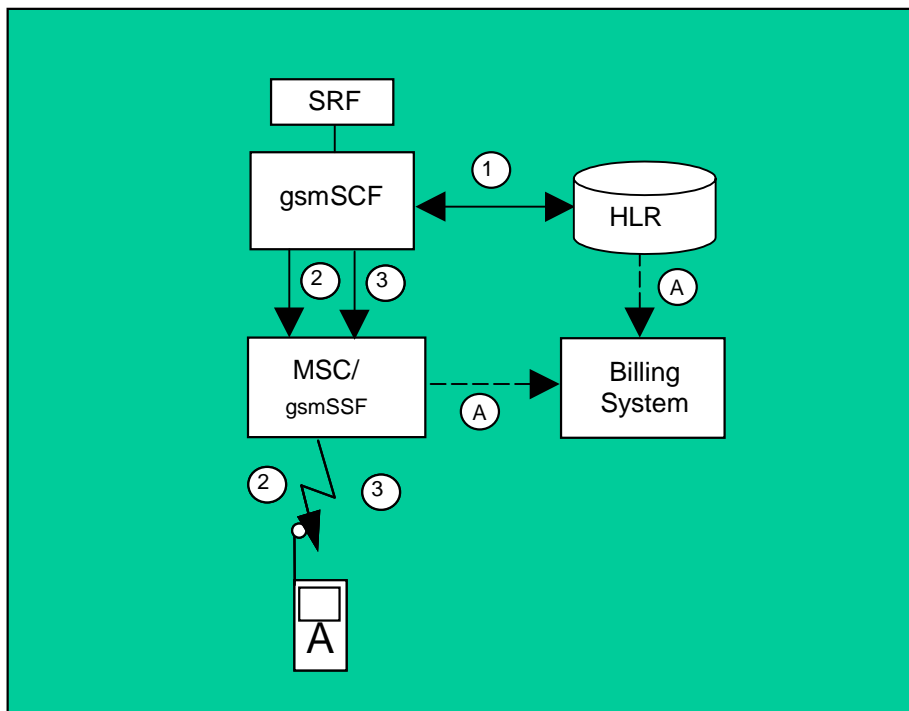 SRF
gsmSCF
1
HLR
2
3
A
MSC/
gsmSSF
A
Billing
System
2
3
A